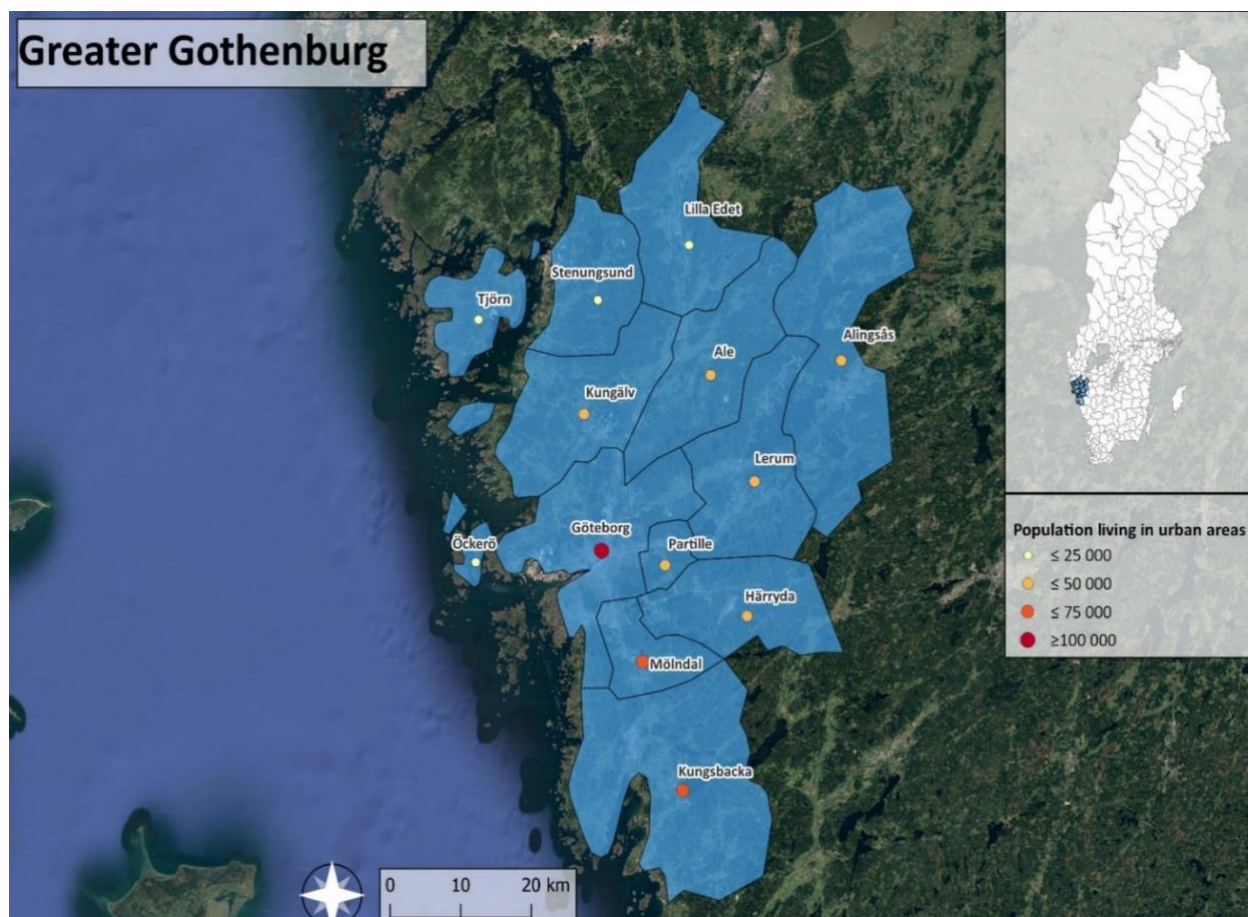 Greater Gothenburg
Lilla Edet
Stenungsund
Tjörn
Alingsås
Ale
Kungälv
Lerum
Göteborg
Öckerö
Partille
Härryda
Mölndal
Kungsbacka
0 10 20 km
Population living in urban areas
≤ 25 000
≤ 50 000
≤ 75 000
≥100 000